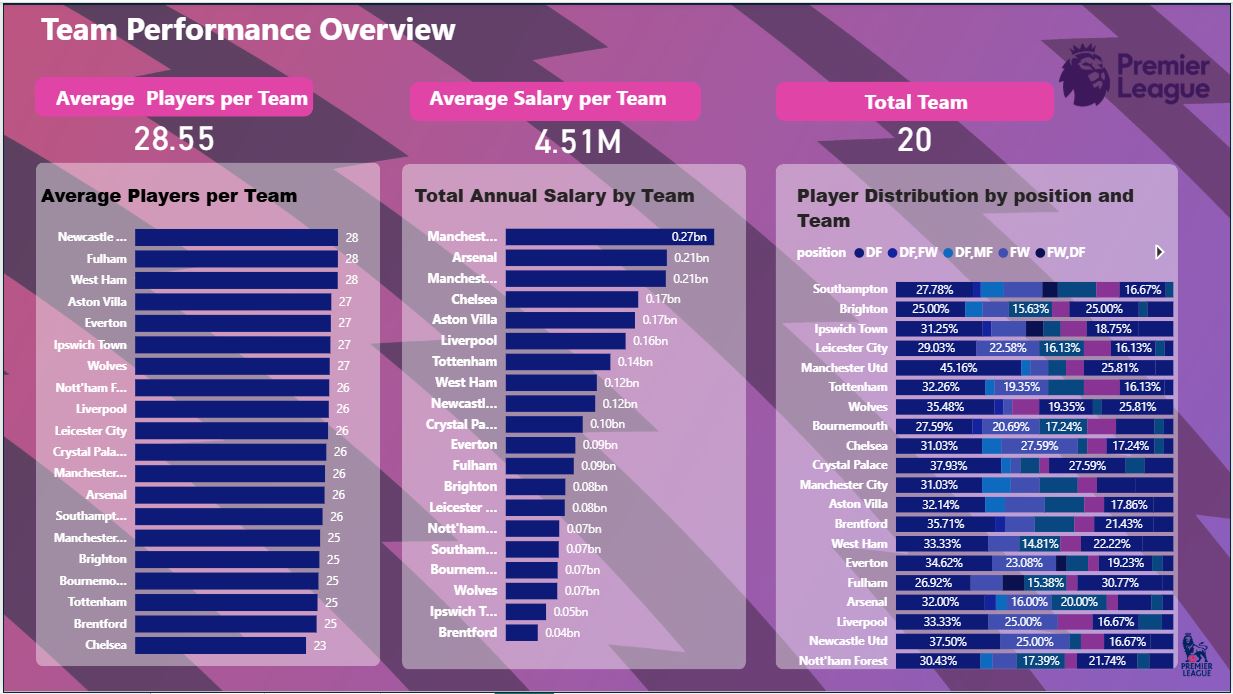 Team Performance Overview
Premier
League
Average Players per Team
28.55
Average Salary per Team
4.51M
Total Team
20
Average Players per Team
Newcastle ... 28
Fulham 28
West Ham 28
Aston Villa 27
Everton 27
Ipswich Town 27
Wolves 27
Nott'ham F... 26
Liverpool 26
Leicester City 26
Crystal Pala... 26
Manchester... 26
Arsenal 26
Southampt... 26
Manchester... 25
Brighton 25
Bournemo... 25
Tottenham 25
Brentford 25
Chelsea 23
Total Annual Salary by Team
Manchest... 0.27bn
Arsenal 0.21bn
Manchest... 0.21bn
Chelsea 0.17bn
Aston Villa 0.17bn
Liverpool 0.16bn
Tottenham 0.14bn
West Ham 0.12bn
Newcastl... 0.12bn
Crystal Pa... 0.10bn
Everton 0.09bn
Fulham 0.09bn
Brighton 0.08bn
Leicester ... 0.08bn
Nott'ham... 0.07bn
Southam... 0.07bn
Bournem... 0.07bn
Wolves 0.07bn
Ipswich T... 0.05bn
Brentford 0.04bn
Player Distribution by position and
Team
position DF DF,FW DF,MF FW FW,DF
Southampton 27.78% 16.67%
Brighton 25.00% 15.63% 25.00%
Ipswich Town 31.25% 18.75%
Leicester City 29.03% 22.58% 16.13% 16.13%
Manchester Utd 45.16% 25.81%
Tottenham 32.26% 19.35% 16.13%
Wolves 35.48% 19.35% 25.81%
Bournemouth 27.59% 20.69% 17.24%
Chelsea 31.03% 27.59% 17.24%
Crystal Palace 37.93% 27.59%
Manchester City 31.03%
Aston Villa 32.14% 17.86%
Brentford 35.71% 21.43%
West Ham 33.33% 14.81% 22.22%
Everton 34.62% 23.08% 19.23%
Fulham 26.92% 15.38% 30.77%
Arsenal 32.00% 16.00% 20.00%
Liverpool 33.33% 25.00% 16.67%
Newcastle Utd 37.50% 25.00% 16.67%
Nott'ham Forest 30.43% 17.39% 21.74%
PREMIER
LEAGUE